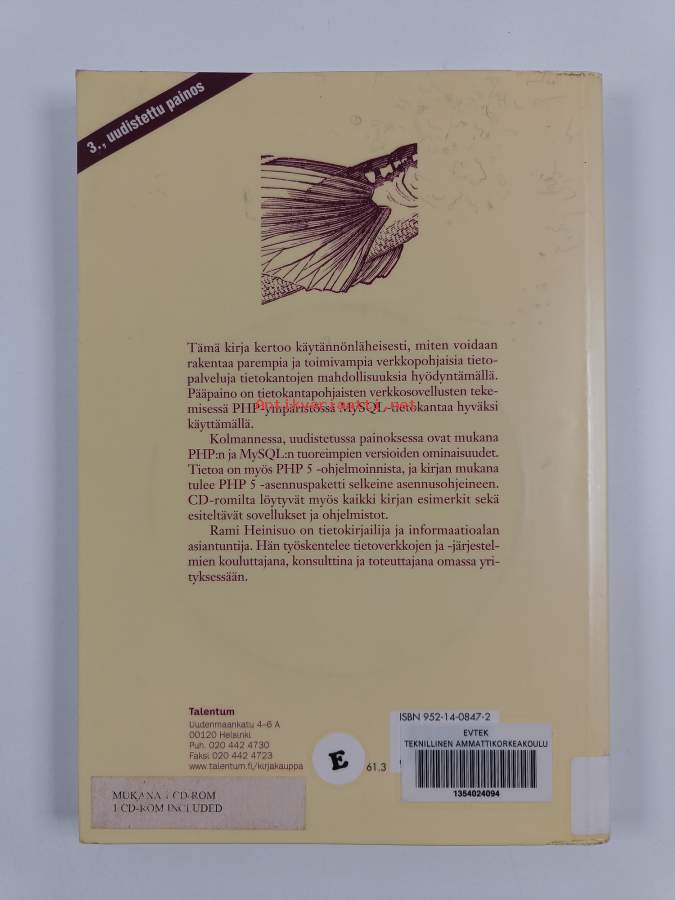 3., uudistettu painos
Tämä kirja kertoo käytännönläheisesti, miten voidaan
rakentaa parempia ja toimivampia verkkopohjaisia tieto-
palveluja tietokantojen mahdollisuuksia hyödyntämällä.
Pääpaino on tietokantapohjaisten verkkosovellusten teke-
misessä PHP-ympäristössä MySQL-tietokantaa hyväksi
käyttämällä.
Antikvariaatti.net
Kolmannessa, uudistetussa painoksessa ovat mukana
PHP:n ja MySQL:n tuoreimpien versioiden ominaisuudet.
Tietoa on myös PHP 5 -ohjelmoinnista, ja kirjan mukana
tulee PHP 5 -asennuspaketti selkeine asennusohjeineen.
CD-romilta löytyvät myös kaikki kirjan esimerkit sekä
esiteltävät sovellukset ja ohjelmistot.
Rami Heinisuo on tietokirjailija ja informaatioalan
asiantuntija. Hän työskentelee tietoverkkojen ja -järjestel-
mien kouluttajana, konsulttina ja toteuttajana omassa yri-
tyksessään.
Talentum
Uudenmaankatu 4–6 A
00120 Helsinki
Puh. 020 442 4730
Faksi 020 442 4723
www.talentum.fi/kirjakauppa
E
61.3
ISBN 952-14-0847-2
EVTEK
TEKNILLINEN AMMATTIKORKEAKOULU
1354024094
MUKANA 1 CD-ROM
1 CD-ROM INCLUDED